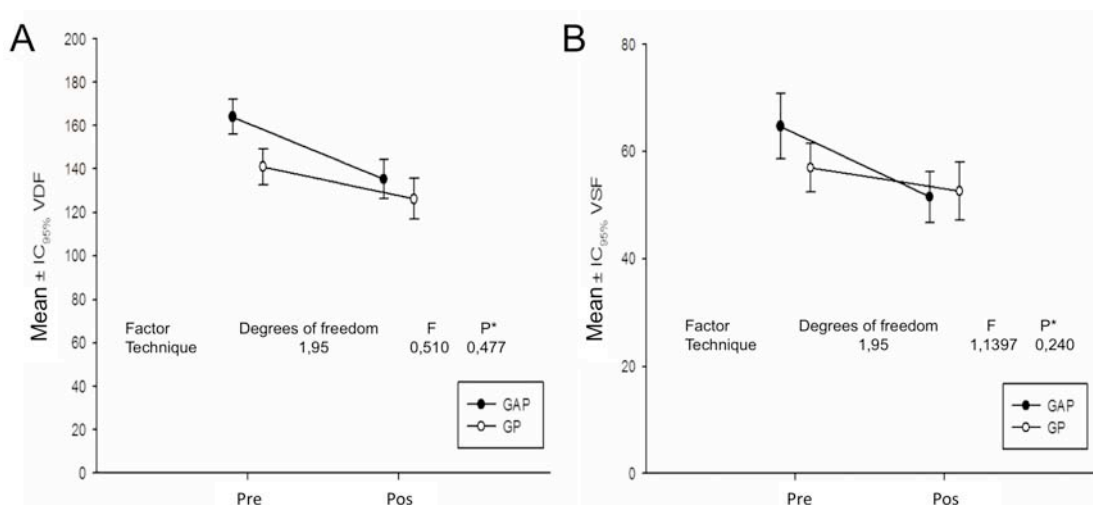 A
Mean ± IC95% VDF
200
180
160
140
120
100
80
60
40
20
0
Factor Degrees of freedom F P*
Technique 1,95 0,510 0,477
GAP
GP
Pre Pos
B
Mean ± IC95% VSF
80
60
40
20
0
Factor Degrees of freedom F P*
Technique 1,95 1,1397 0,240
GAP
GP
Pre Pos